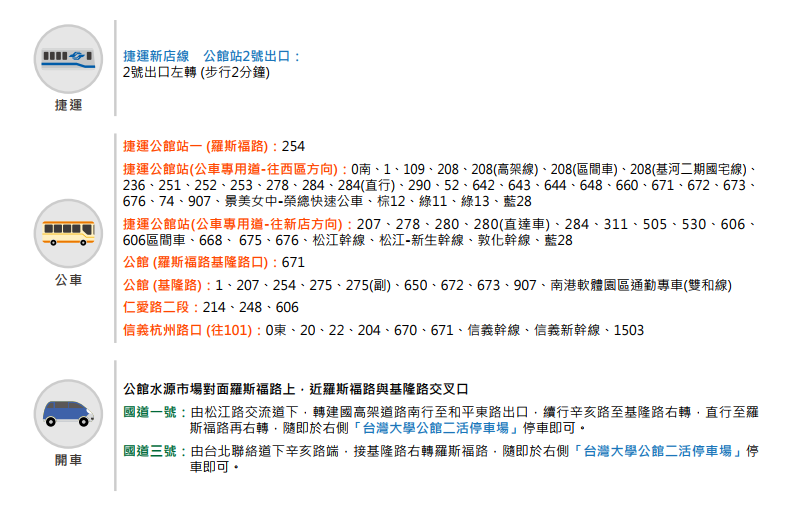 捷運新店線　公館站2號出口：
2號出口左轉 (步行2分鐘)
捷運
捷運公館站一 (羅斯福路)：254
捷運公館站(公車專用道-往西區方向)：0南、1、109、208、208(高架線)、208(區間車)、208(基河二期國宅線)、
236、251、252、253、278、284、284(直行)、290、52、642、643、644、648、660、671、672、673、
676、74、907、景美女中-榮總快速公車、棕12、綠11、綠13、藍28
捷運公館站(公車專用道-往新店方向)：207、278、280、280(直達車)、284、311、505、530、606、
606區間車、668、 675、676、松江幹線、松江-新生幹線、敦化幹線、藍28
公館 (羅斯福路基隆路口)：671
公館 (基隆路)：1、207、254、275、275(副)、650、672、673、907、南港軟體園區通勤專車(雙和線)
仁愛路二段：214、248、606
信義杭州路口 (往101)：0東、20、22、204、670、671、信義幹線、信義新幹線、1503
公車
公館水源市場對面羅斯福路上，近羅斯福路與基隆路交叉口
國道一號：由松江路交流道下，轉建國高架道路南行至和平東路出口，續行辛亥路至基隆路右轉，直行至羅
斯福路再右轉，隨即於右側「台灣大學公館二活停車場」停車即可。
國道三號：由台北聯絡道下辛亥路端，接基隆路右轉羅斯福路，隨即於右側「台灣大學公館二活停車場」停
車即可。
開車